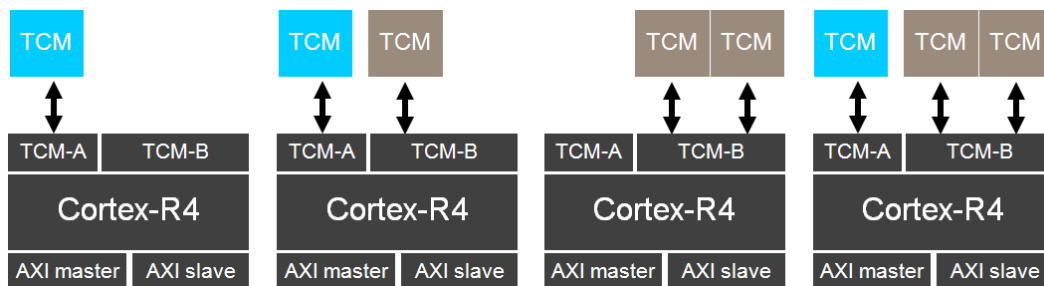 TCM TCM TCM TCM TCM TCM TCM TCM
TCM-A TCM-B TCM-A TCM-B TCM-A TCM-B TCM-A TCM-B
Cortex-R4 Cortex-R4 Cortex-R4 Cortex-R4
AXI master AXI slave AXI master AXI slave AXI master AXI slave AXI master AXI slave